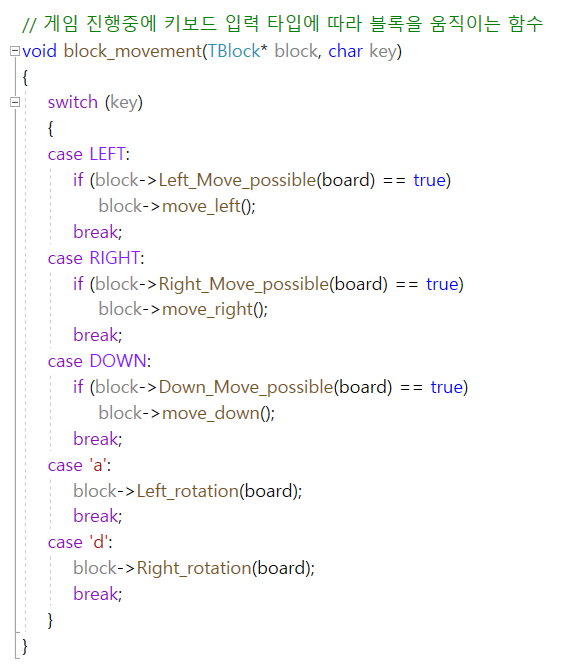 // 게임 진행중에 키보드 입력 타입에 따라 블록을 움직이는 함수
void block_movement(TBlock* block, char key)
{
switch (key)
{
case LEFT:
if (block->Left_Move_possible(board) == true)
block->move_left();
break;
case RIGHT:
if (block->Right_Move_possible(board) == true)
block->move_right();
break;
case DOWN:
if (block->Down_Move_possible(board) == true)
block->move_down();
break;
case 'a':
block->Left_rotation(board);
break;
case 'd':
block->Right_rotation(board);
break;
}
}